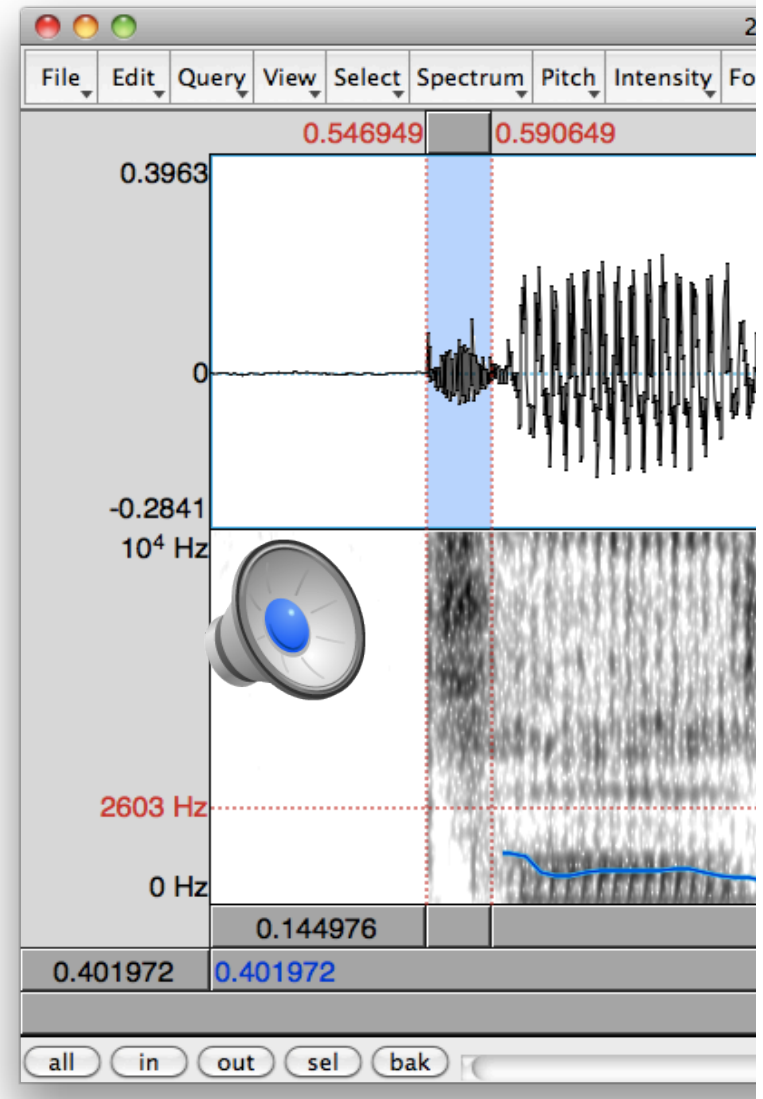 2
File Edit Query View Select Spectrum Pitch Intensity Fo
0.546949 0.590649
0.3963
0
-0.2841
10⁴ Hz
2603 Hz
0 Hz
0.144976
0.401972 0.401972
all in out sel bak